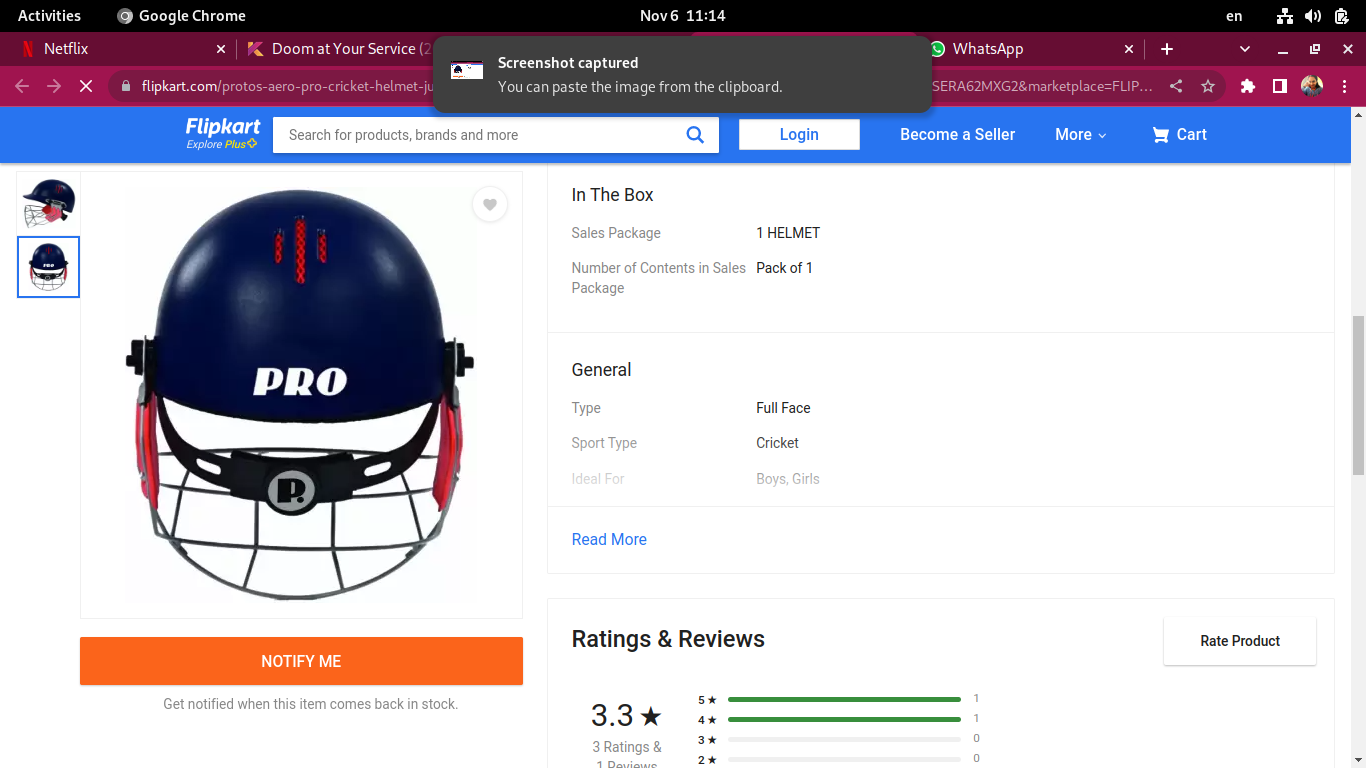 Activities
Google Chrome
Nov 6 11:14
en
Netflix
Doom at Your Service (2
WhatsApp
Screenshot captured
You can paste the image from the clipboard.
flipkart.com/protos-aero-pro-cricket-helmet-ju
SERA62MXG2&marketplace=FLIP...
Flipkart
Explore Plus
Search for products, brands and more
Login
Become a Seller
More
Cart
PRO
P.
PRO
NOTIFY ME
Get notified when this item comes back in stock.
In The Box
Sales Package 1 HELMET
Number of Contents in Sales Pack of 1
Package
General
Type Full Face
Sport Type Cricket
Ideal For Boys, Girls
Read More
Ratings & Reviews
Rate Product
3.3 ★
3 Ratings &
1 Reviews
5 ★ 1
4 ★ 1
3 ★ 0
2 ★ 0